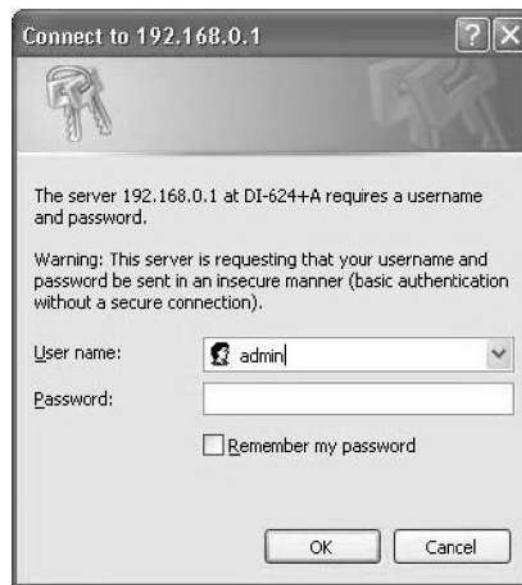 Connect to 192.168.0.1
The server 192.168.0.1 at DI-624+A requires a username
and password.
Warning: This server is requesting that your username and
password be sent in an insecure manner (basic authentication
without a secure connection).
User name:
admin
Password:
Remember my password
OK
Cancel